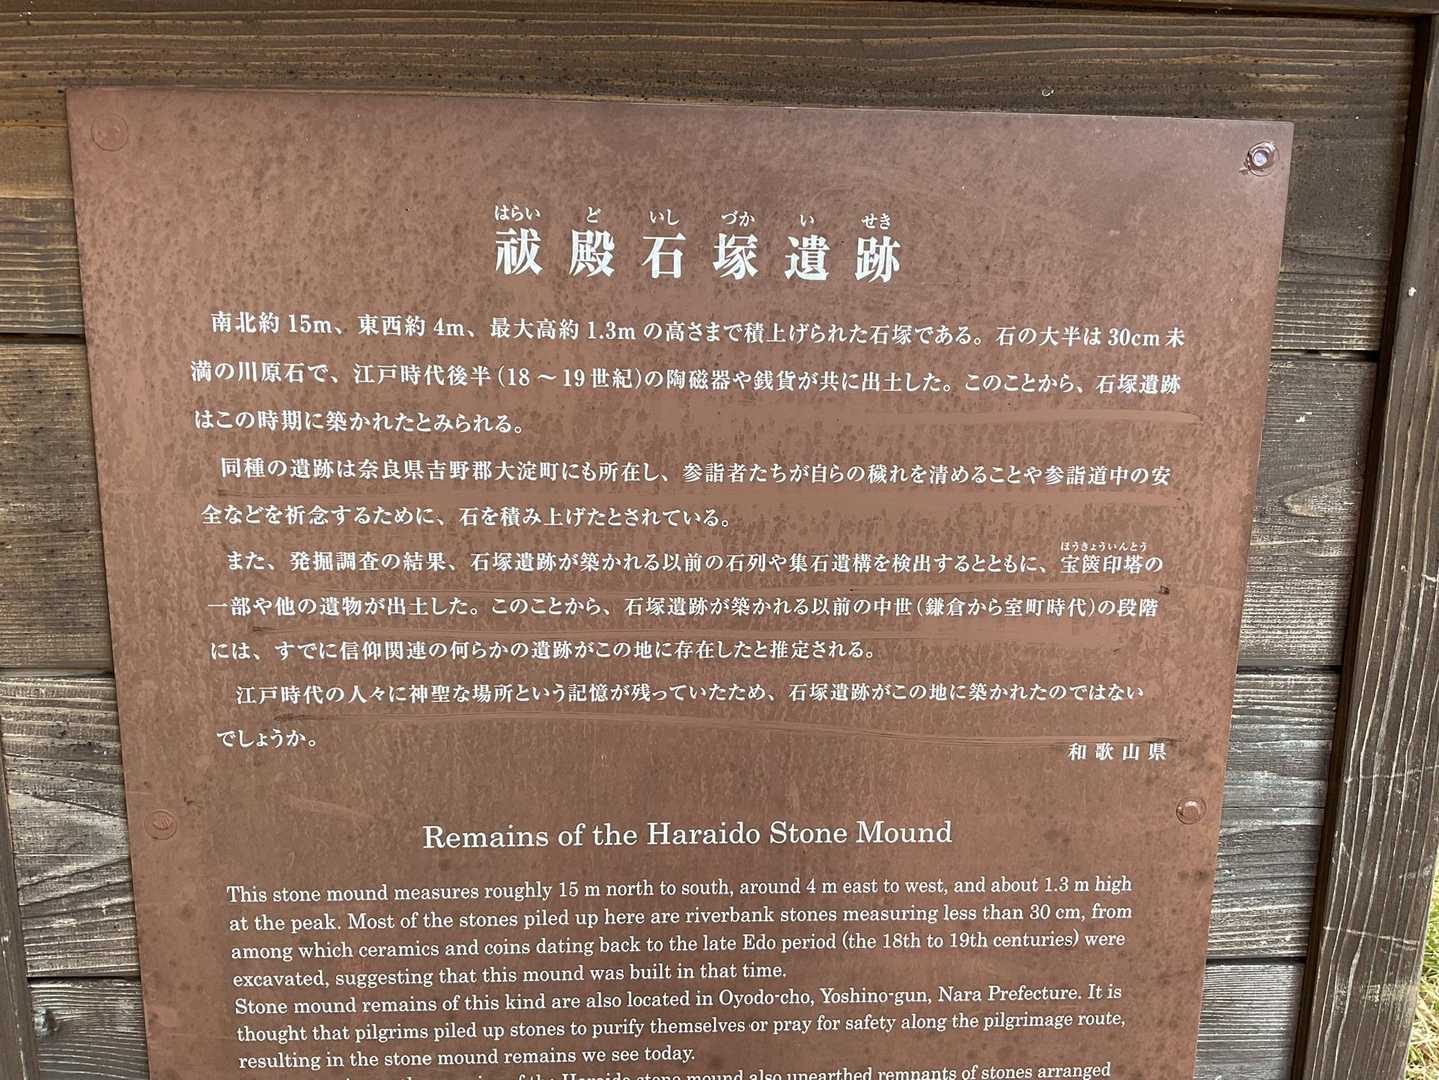 はらい ど いし づか い せき
祓殿石塚遺跡
南北約15m、東西約4m、最大高約1.3mの高さまで積上げられた石塚である。石の大半は30cm未
満の川原石で、江戸時代後半(18～19世紀)の陶磁器や銭貨が共に出土した。このことから、石塚遺跡
はこの時期に築かれたとみられる。
同種の遺跡は奈良県吉野郡大淀町にも所在し、参詣者たちが自らの穢れを清めることや参詣道中の安
全などを祈念するために、石を積み上げたとされている。
ほうきょういんとう
また、発掘調査の結果、石塚遺跡が築かれる以前の石列や集石遺構を検出するとともに、宝篋印塔の
一部や他の遺物が出土した。このことから、石塚遺跡が築かれる以前の中世(鎌倉から室町時代)の段階
には、すでに信仰関連の何らかの遺跡がこの地に存在したと推定される。
江戸時代の人々に神聖な場所という記憶が残っていたため、石塚遺跡がこの地に築かれたのではない
でしょうか。
和歌山県
Remains of the Haraido Stone Mound
This stone mound measures roughly 15 m north to south, around 4 m east to west, and about 1.3 m high
at the peak. Most of the stones piled up here are riverbank stones measuring less than 30 cm, from
among which ceramics and coins dating back to the late Edo period (the 18th to 19th centuries) were
excavated, suggesting that this mound was built in that time.
Stone mound remains of this kind are also located in Oyodo-cho, Yoshino-gun, Nara Prefecture. It is
thought that pilgrims piled up stones to purify themselves or pray for safety along the pilgrimage route,
resulting in the stone mound remains we see today.
of the Haraido stone mound also unearthed remnants of stones arranged